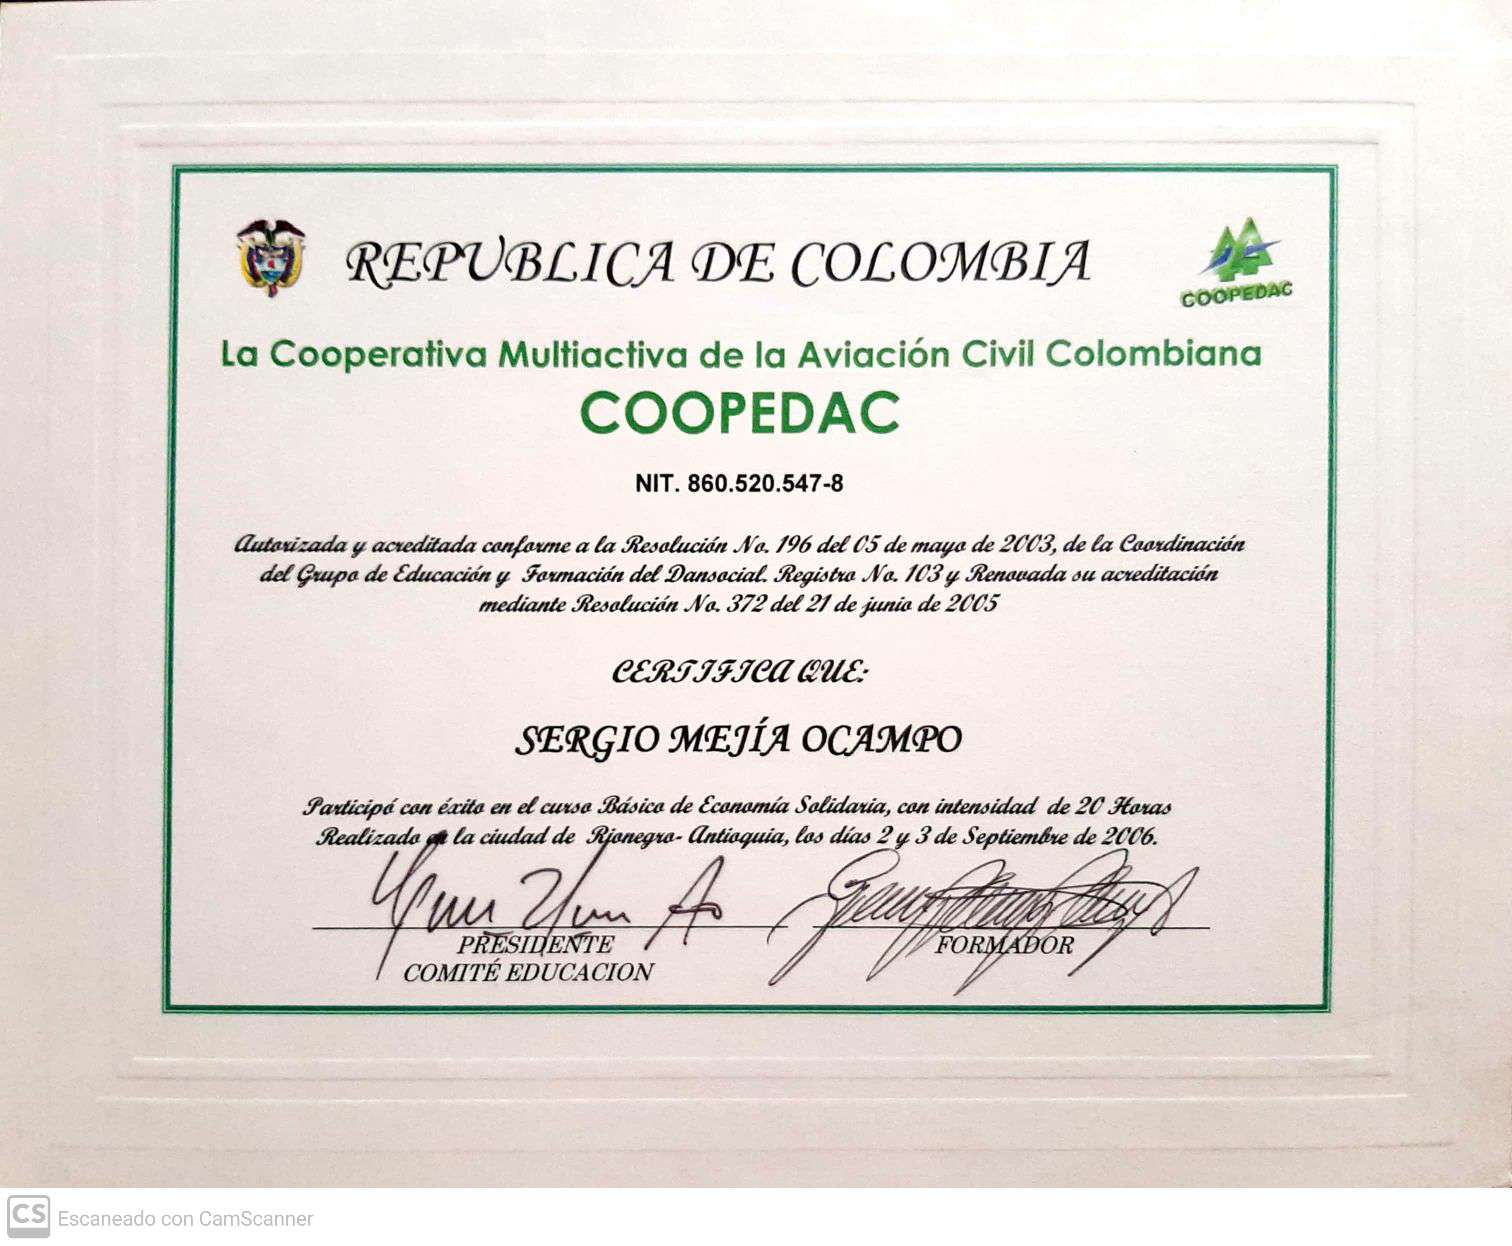 REPUBLICA DE COLOMBIA
COOPEDAC
La Cooperativa Multiactiva de la Aviación Civil Colombiana
COOPEDAC
NIT. 860.520.547-8
Autorizada y acreditada conforme a la Resolución No. 196 del 05 de mayo de 2003, de la Coordinación
del Grupo de Educación y Formación del Dansocial. Registro No. 103 y Renovada su acreditación
mediante Resolución No. 372 del 21 de junio de 2005
CERTIFICA QUE:
SERGIO MEJÍA OCAMPO
Participó con éxito en el curso Básico de Economía Solidaria, con intensidad de 20 Horas
Realizado en la ciudad de Rionegro- Antioquia, los días 2 y 3 de Septiembre de 2006.
PRESIDENTE
COMITÉ EDUCACION
FORMADOR
CS Escaneado con CamScanner